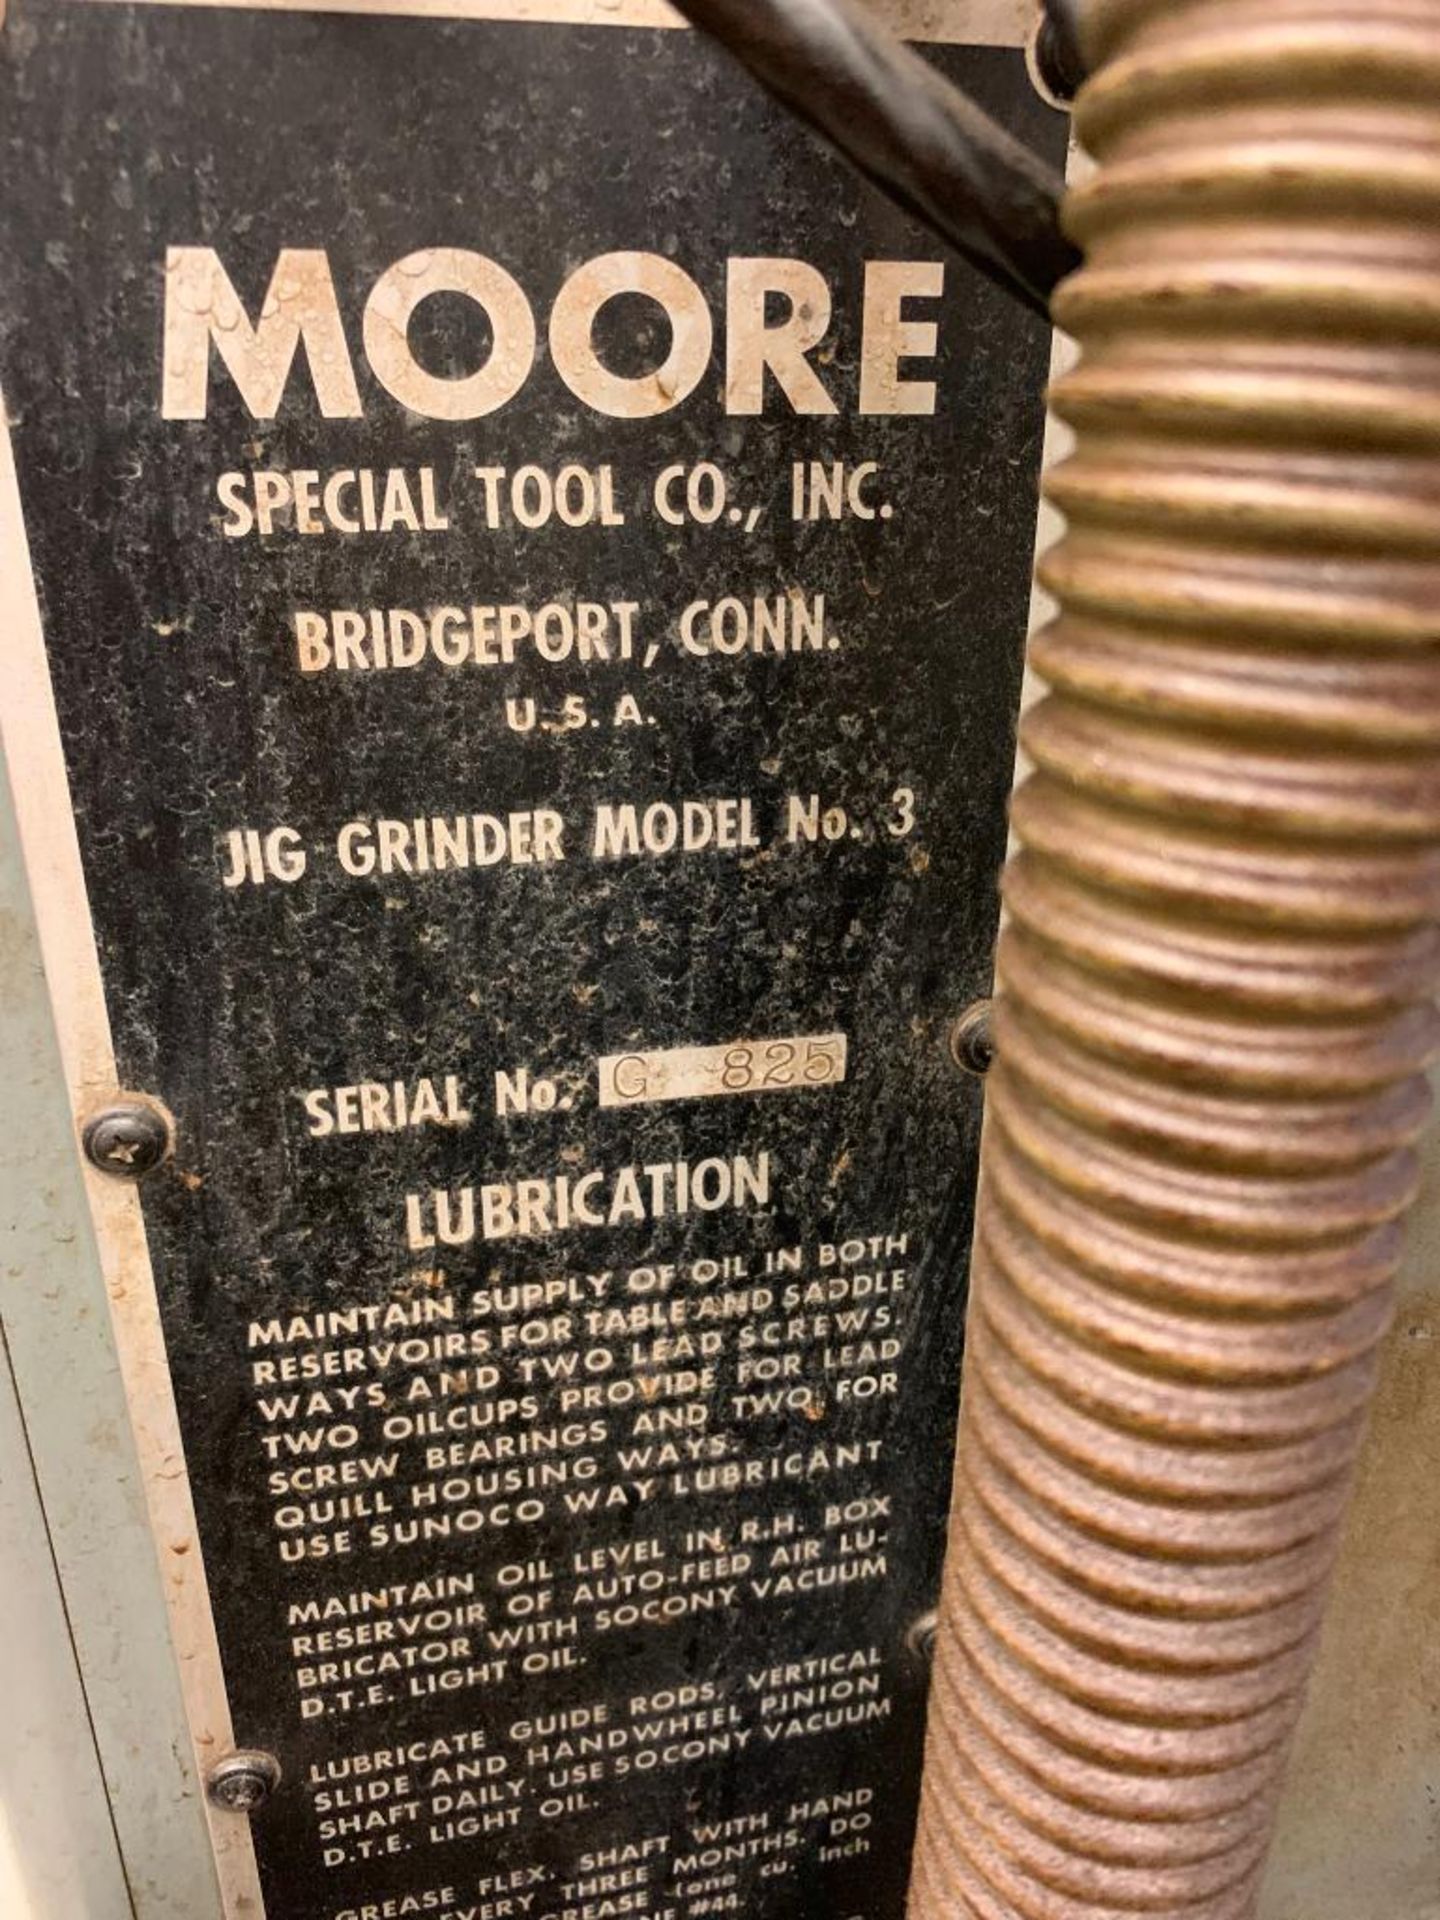 MOORE
SPECIAL TOOL CO., INC.
BRIDGEPORT, CONN.
U. S. A.
JIG GRINDER MODEL No. 3
SERIAL No. G 825
LUBRICATION
MAINTAIN SUPPLY OF OIL IN BOTH
RESERVOIRS FOR TABLE AND SADDLE
WAYS AND TWO LEAD SCREWS.
TWO OILCUPS PROVIDE FOR LEAD
SCREW BEARINGS AND TWO FOR
QUILL HOUSING WAYS.
USE SUNOCO WAY LUBRICANT
MAINTAIN OIL LEVEL IN R.H. BOX
RESERVOIR OF AUTO-FEED AIR LU-
BRICATOR WITH SOCONY VACUUM
D.T.E. LIGHT OIL.
LUBRICATE GUIDE RODS, VERTICAL
SLIDE AND HANDWHEEL PINION
SHAFT DAILY. USE SOCONY VACUUM
D.T.E. LIGHT OIL.
GREASE FLEX. SHAFT WITH HAND
EVERY THREE MONTHS. DO
GREASE (one cu. inch
#44.